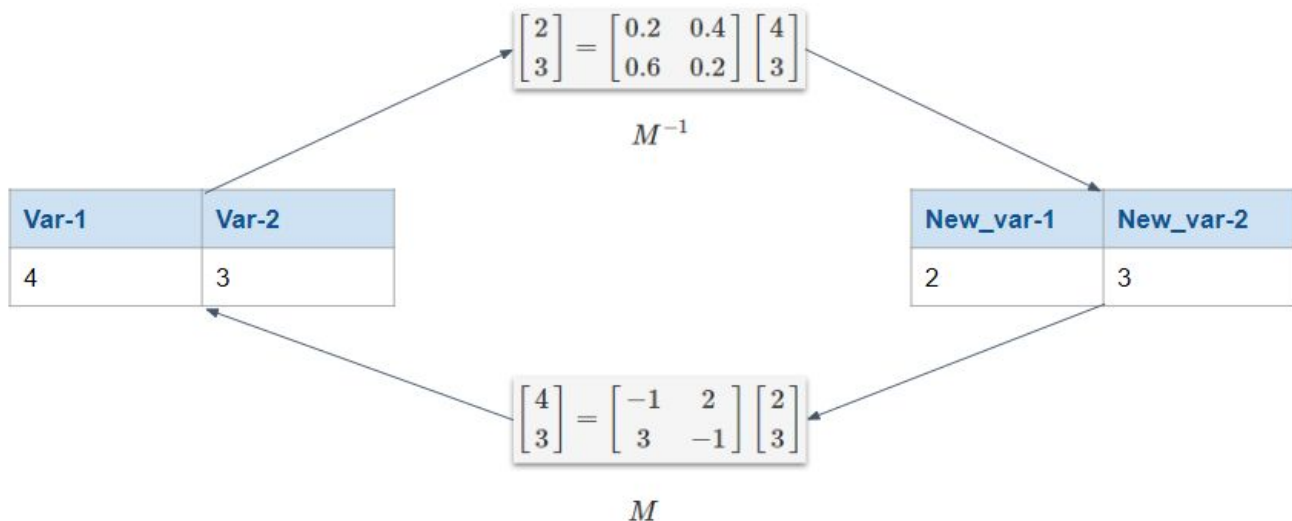 [2 3] = [0.2 0.4 0.6 0.2] [4 3]
M⁻¹
Var-1 Var-2
4 3
New_var-1 New_var-2
2 3
[4 3] = [−1 2 3 −1] [2 3]
M